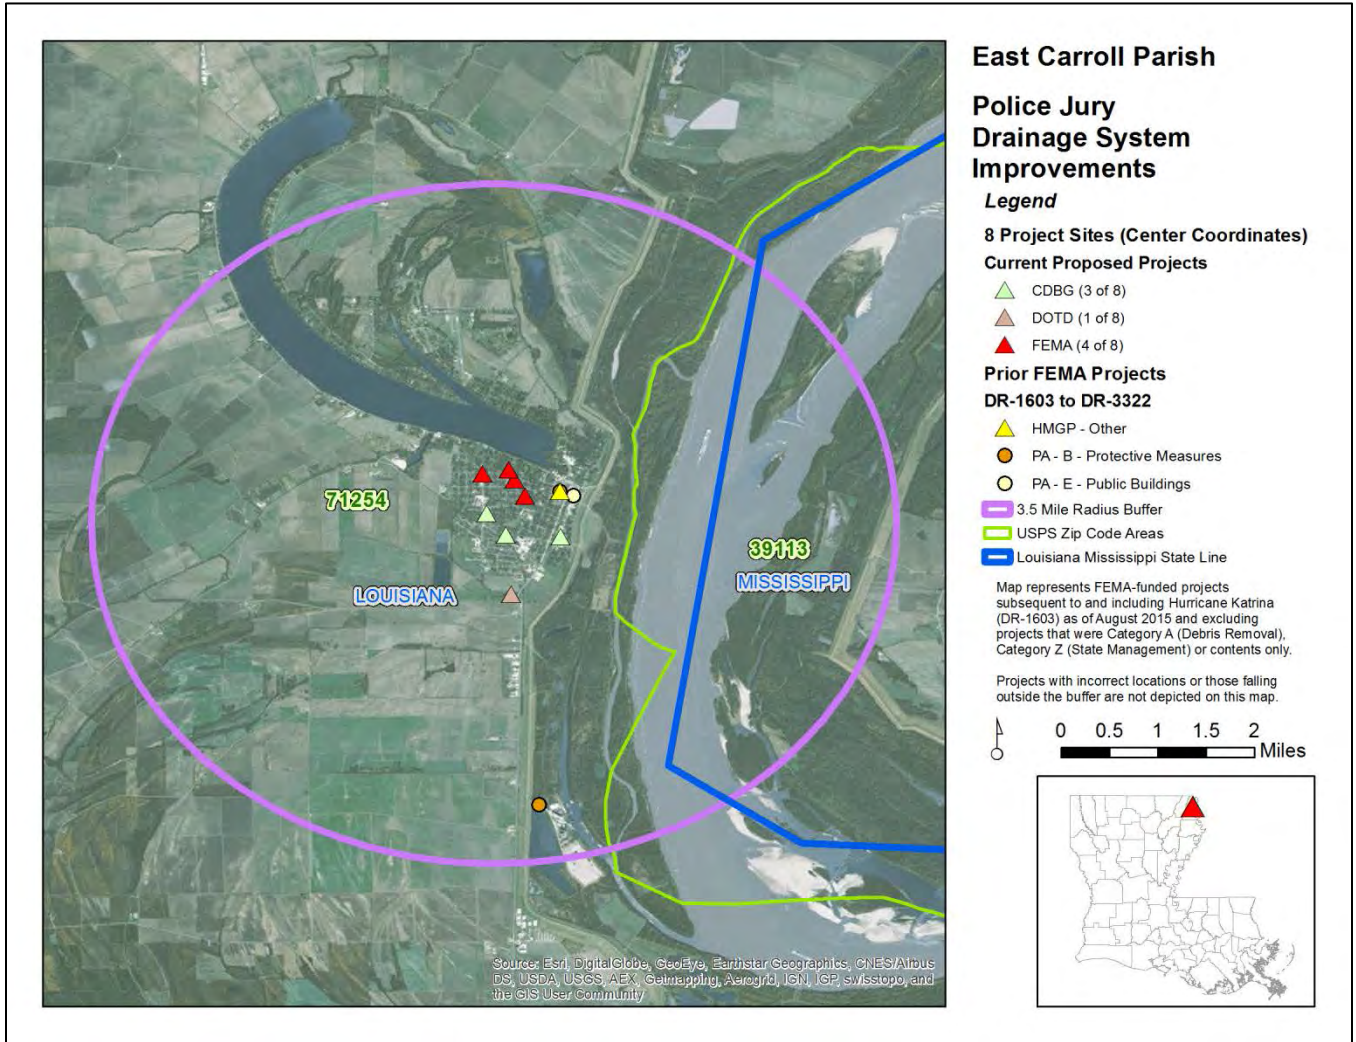 East Carroll Parish
Police Jury
Drainage System
Improvements
Legend
8 Project Sites (Center Coordinates)
Current Proposed Projects
CDBG (3 of 8)
DOTD (1 of 8)
FEMA (4 of 8)
Prior FEMA Projects
DR-1603 to DR-3322
HMGP - Other
PA - B - Protective Measures
PA - E - Public Buildings
3.5 Mile Radius Buffer
USPS Zip Code Areas
Louisiana Mississippi State Line
Map represents FEMA-funded projects
subsequent to and including Hurricane Katrina
(DR-1603) as of August 2015 and excluding
projects that were Category A (Debris Removal),
Category Z (State Management) or contents only.
Projects with incorrect locations or those falling
outside the buffer are not depicted on this map.
0 0.5 1 1.5 2
Miles
71254
39113
MISSISSIPPI
LOUISIANA
Source: Esri, DigitalGlobe, GeoEye, Earthstar Geographics, CNES/Airbus
DS, USDA, USGS, AEX, Getmapping, Aerogrid, IGN, IGP, swisstopo, and
the GIS User Community